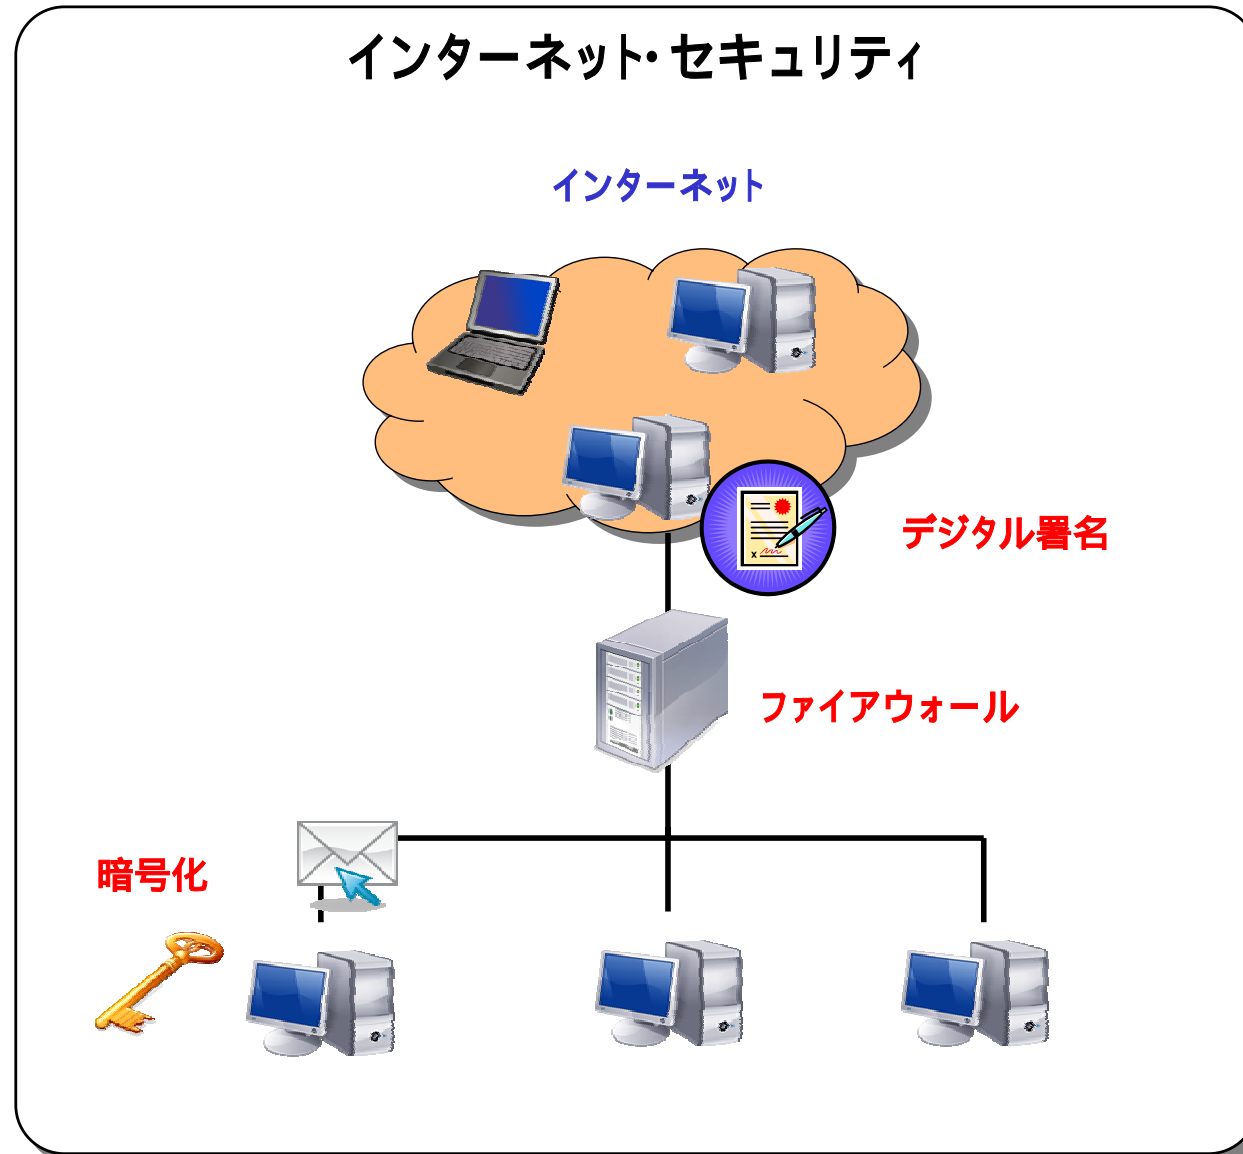 インターネット・セキュリティ
インターネット
デジタル署名
ファイアウォール
暗号化